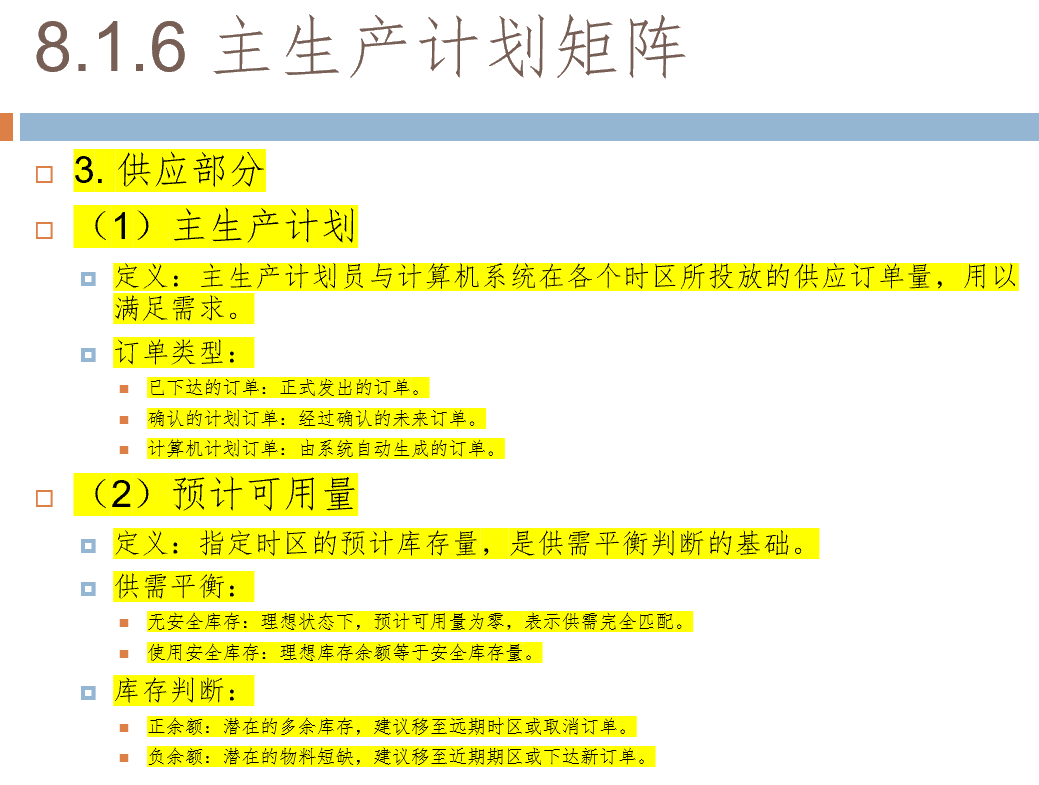 8.1.6 主生产计划矩阵
3. 供应部分
（1）主生产计划
定义：主生产计划员与计算机系统在各个时区所投放的供应订单量，用以
满足需求。
订单类型：
已下达的订单：正式发出的订单。
确认的计划订单：经过确认的未来订单。
计算机计划订单：由系统自动生成的订单。
（2）预计可用量
定义：指定时区的预计库存量，是供需平衡判断的基础。
供需平衡：
无安全库存：理想状态下，预计可用量为零，表示供需完全匹配。
使用安全库存：理想库存余额等于安全库存量。
库存判断：
正余额：潜在的多余库存，建议移至远期时区或取消订单。
负余额：潜在的物料短缺，建议移至近期期区或下达新订单。